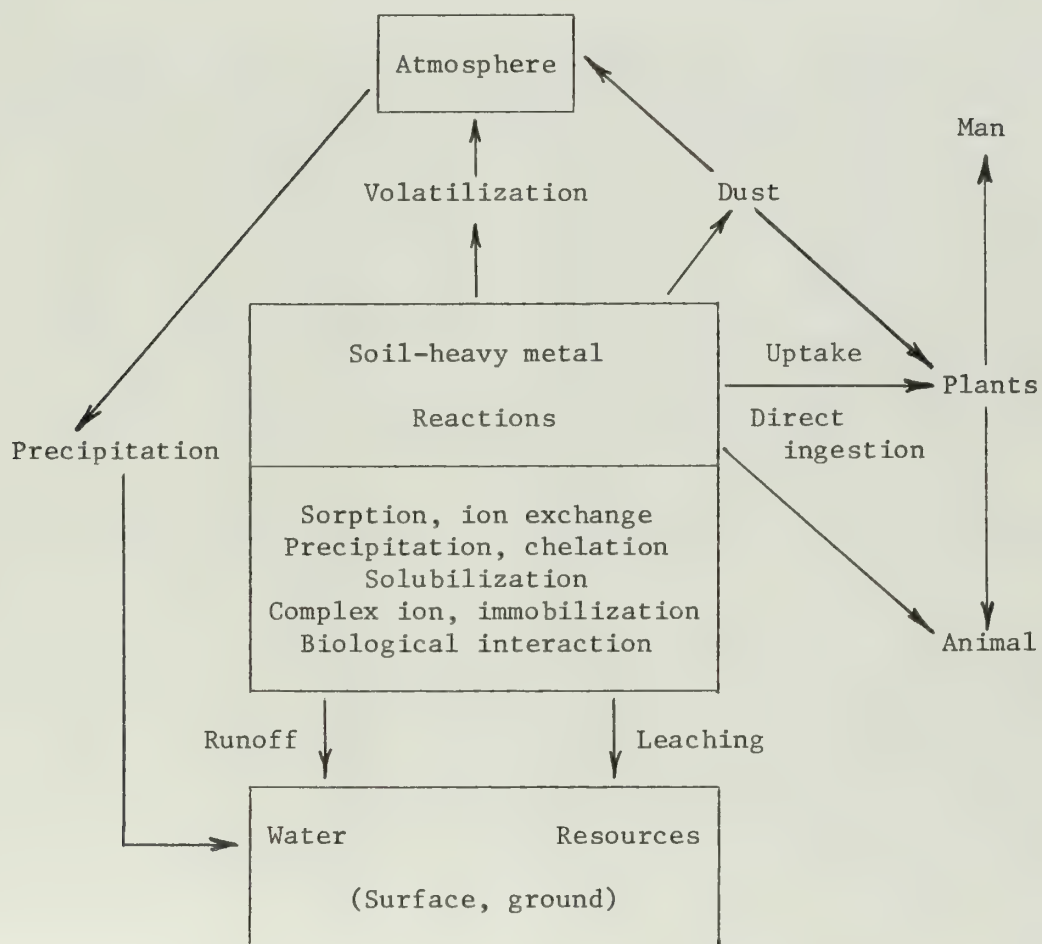 Atmosphere
Man
Volatilization
Dust
Soil-heavy metal
Uptake
Plants
Reactions
Direct
ingestion
Precipitation
Sorption, ion exchange
Precipitation, chelation
Solubilization
Complex ion, immobilization
Biological interaction
Animal
Runoff
Leaching
Water Resources
(Surface, ground)